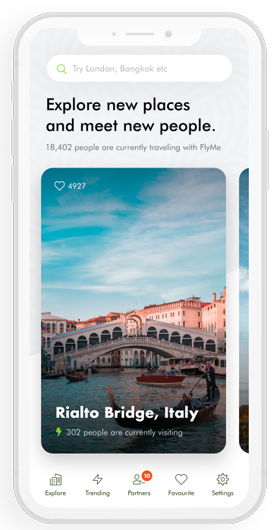 Try London, Bangkok etc
Explore new places
and meet new people.
18,402 people are currently traveling with FlyMe
4927
Rialto Bridge, Italy
302 people are currently visiting
10
Explore Trending Partners Favourite Settings